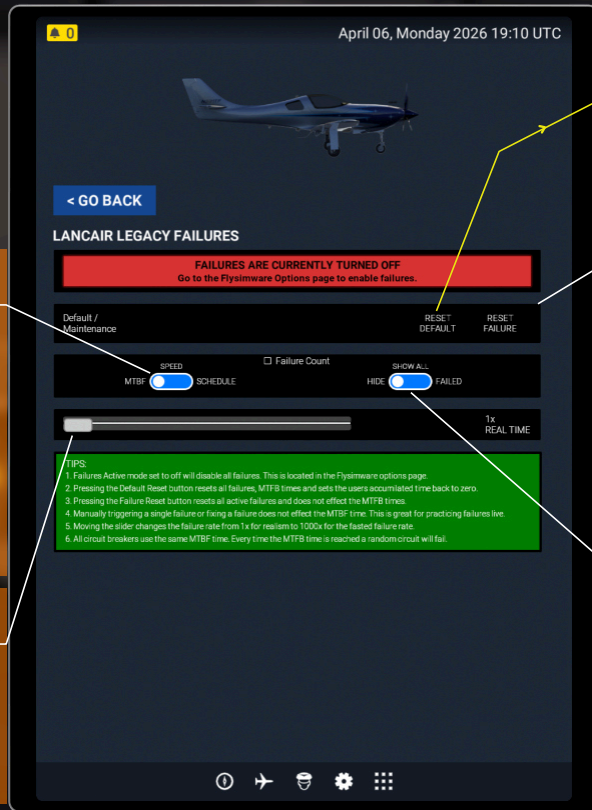 0
April 06, Monday 2026 19:10 UTC
< GO BACK
LANCAIR LEGACY FAILURES
FAILURES ARE CURRENTLY TURNED OFF
Go to the Flysimware Options page to enable failures.
Default /
Maintenance
RESET
DEFAULT
RESET
FAILURE
SPEED
MTBF
SCHEDULE
☐ Failure Count
SHOW ALL
HIDE
FAILED
1x
REAL TIME
TIPS:
1. Failures Active mode set to off will disable all failures. This is located in the Flysimware options page.
2. Pressing the Default Reset button resets all failures, MTFB times and sets the users accumlated time back to zero.
3. Pressing the Failure Reset button resets all active failures and does not effect the MTFB times.
4. Manually triggering a single failure or fixing a failure does not effect the MTBF time. This is great for practicing failures live.
5. Moving the slider changes the failure rate from 1x for realism to 1000x for the fasted failure rate.
6. All circuit breakers use the same MTBF time. Every time the MTFB time is reached a random circuit will fail.